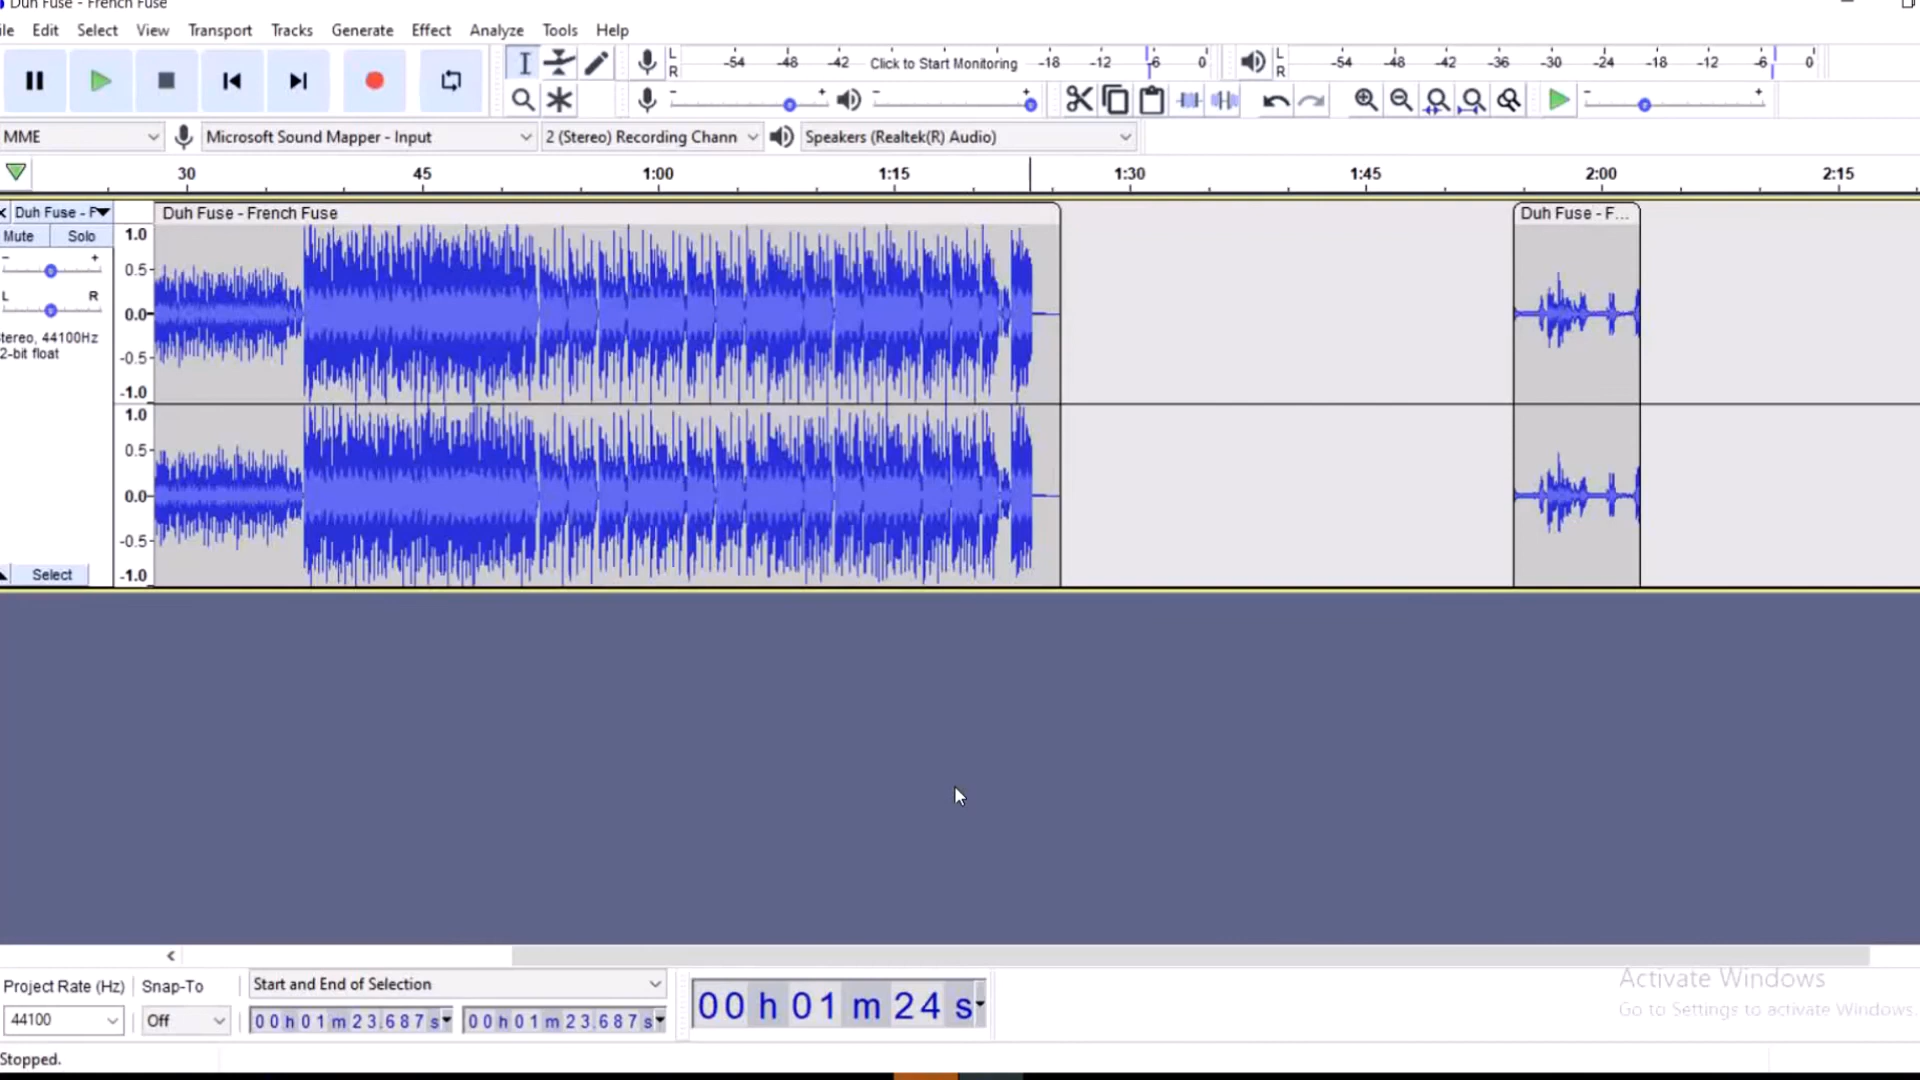 Duh Fuse - French Fuse
ile Edit Select View Transport Tracks Generate Effect Analyze Tools Help
L R -54 -48 -42 Click to Start Monitoring -18 -12 -6 0 L R -54 -48 -42 -36 -30 -24 -18 -12 -6 0
- + - + - +
MME Microsoft Sound Mapper - Input 2 (Stereo) Recording Chann Speakers (Realtek(R) Audio)
30 45 1:00 1:15 1:30 1:45 2:00 2:15
Duh Fuse - F Duh Fuse - French Fuse Duh Fuse - F...
Mute Solo
- +
L R
tereo, 44100Hz
2-bit float
Select
1.0
0.5
0.0
-0.5
-1.0
1.0
0.5
0.0
-0.5
-1.0
Project Rate (Hz) Snap-To Start and End of Selection
44100 Off 00h01m23.687s 00h01m23.687s 00h01m24s
Activate Windows
Go to Settings to activate Windows.
Stopped.